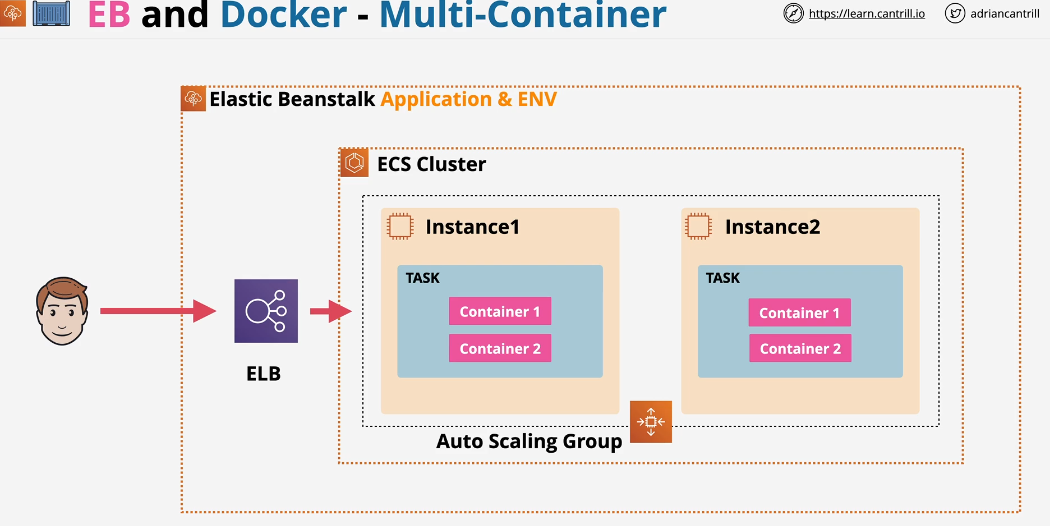 EB and Docker - Multi-Container
https://learn.cantrill.io
adriancantrill
Elastic Beanstalk Application & ENV
ECS Cluster
Instance1
Instance2
TASK
TASK
Container 1
Container 1
Container 2
Container 2
ELB
Auto Scaling Group